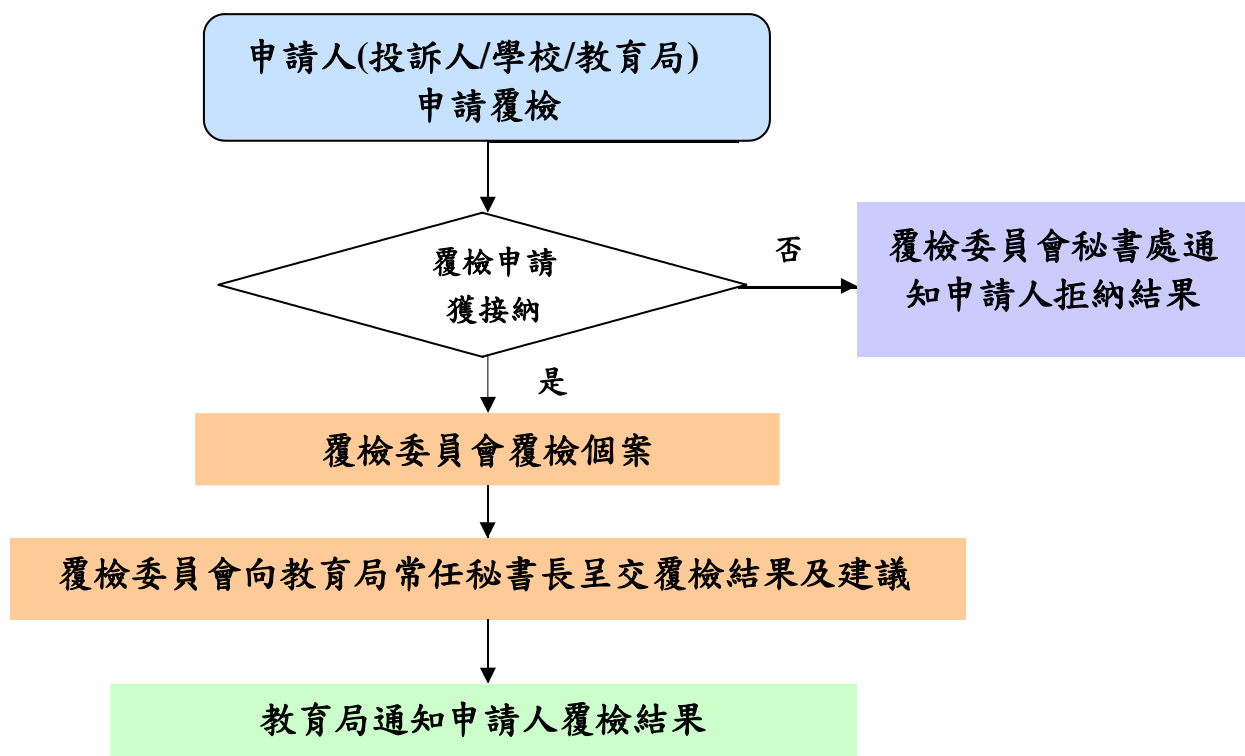 申請人(投訴人/學校/教育局)
申請覆檢
覆檢申請
獲接納
否
覆檢委員會秘書處通
知申請人拒納結果
是
覆檢委員會覆檢個案
覆檢委員會向教育局常任秘書長呈交覆檢結果及建議
教育局通知申請人覆檢結果